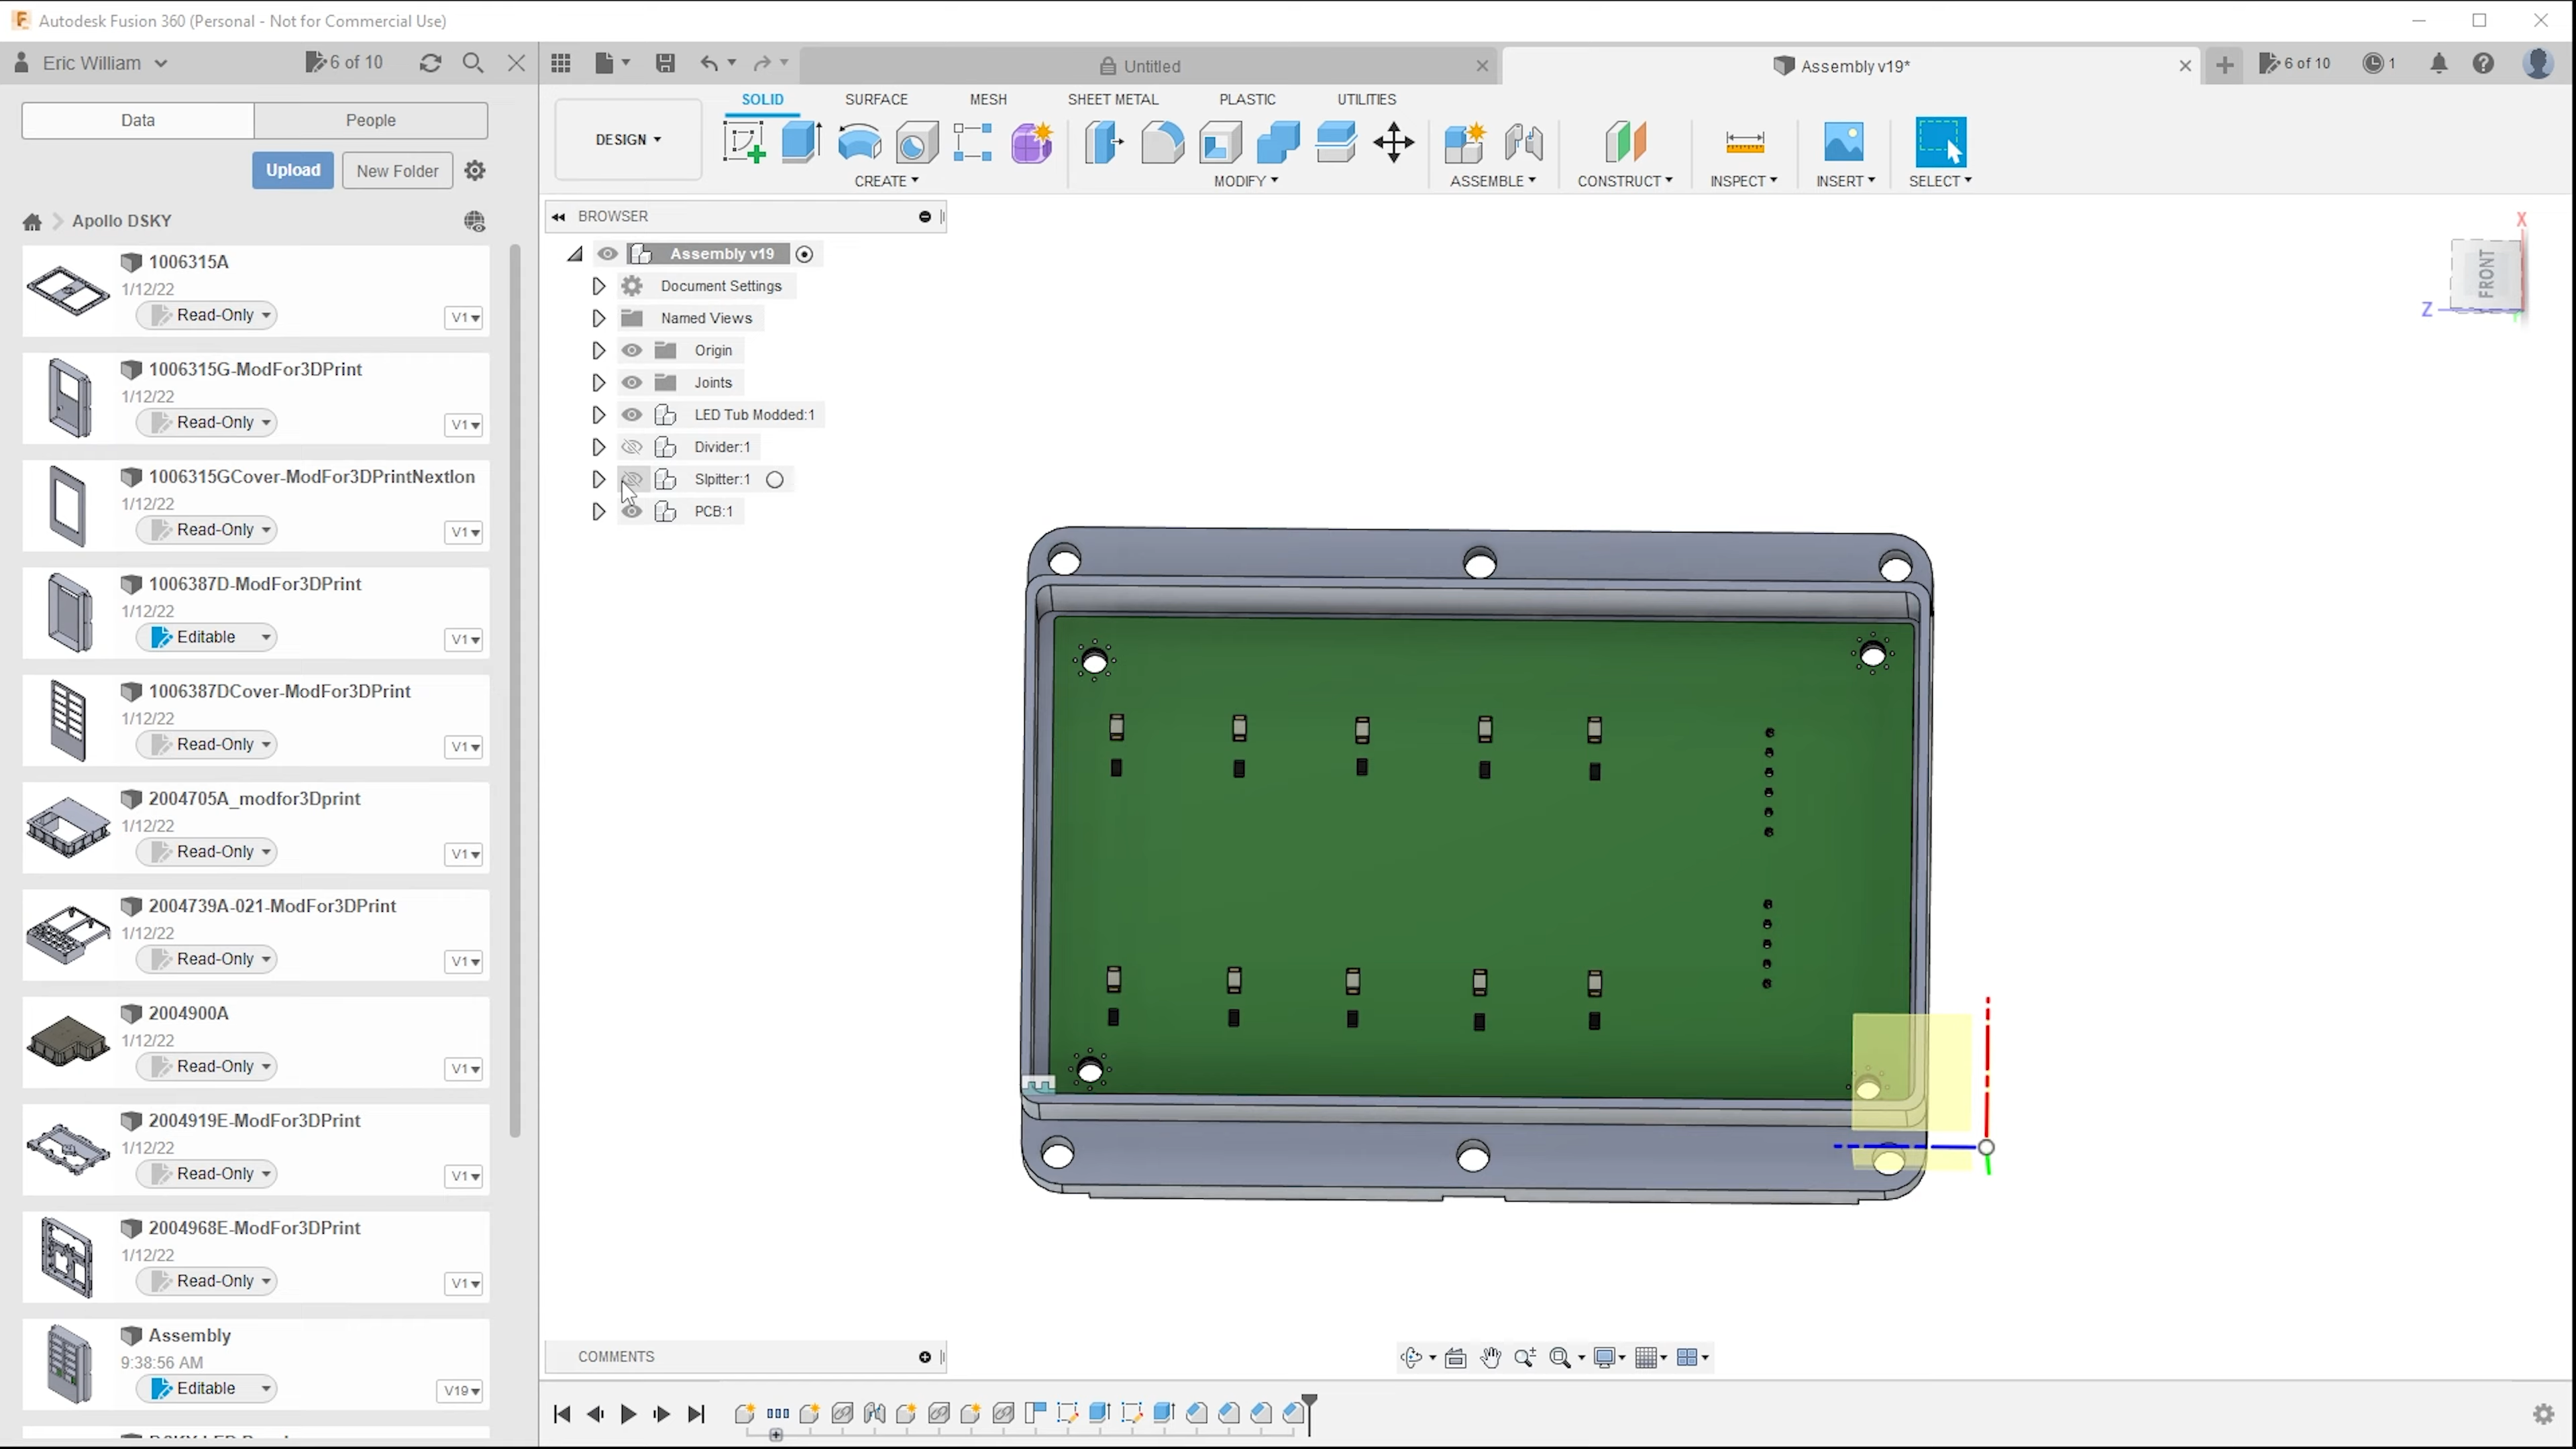 Autodesk Fusion 360 (Personal - Not for Commercial Use)
Eric William
6 of 10
Untitled
Assembly v19*
6 of 10
1
Data
People
DESIGN
SOLID
SURFACE
MESH
SHEET METAL
PLASTIC
UTILITIES
Upload
New Folder
CREATE
MODIFY
ASSEMBLE
CONSTRUCT
INSPECT
INSERT
SELECT
Apollo DSKY
1006315A
1/12/22
Read-Only
V1
1006315G-ModFor3DPrint
1/12/22
Read-Only
V1
1006315GCover-ModFor3DPrintNextIon
1/12/22
Read-Only
V1
1006387D-ModFor3DPrint
1/12/22
Editable
V1
1006387DCover-ModFor3DPrint
1/12/22
Read-Only
V1
2004705A_modfor3Dprint
1/12/22
Read-Only
V1
2004739A-021-ModFor3DPrint
1/12/22
Read-Only
V1
2004900A
1/12/22
Read-Only
V1
2004919E-ModFor3DPrint
1/12/22
Read-Only
V1
2004968E-ModFor3DPrint
1/12/22
Read-Only
V1
Assembly
9:38:56 AM
Editable
V19
BROWSER
Assembly v19
Document Settings
Named Views
Origin
Joints
LED Tub Modded:1
Divider:1
Slpitter:1
PCB:1
X
FRONT
Z
COMMENTS